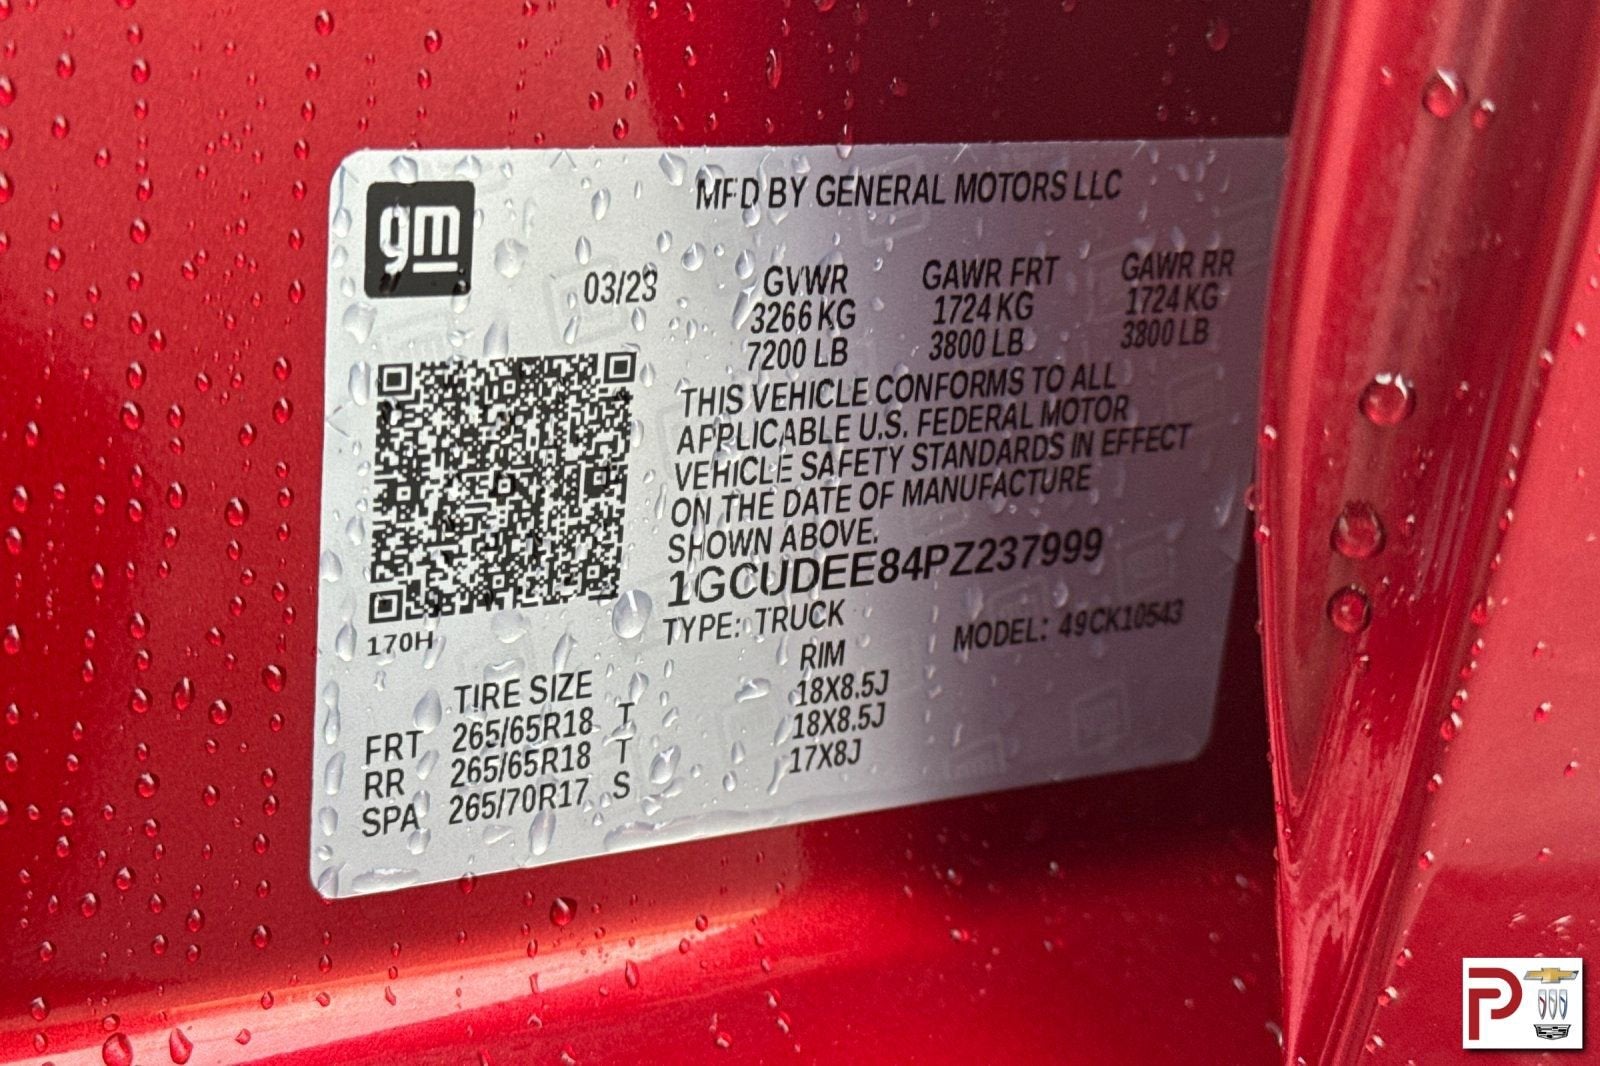 gm
MFD BY GENERAL MOTORS LLC
03/23 GVWR GAWR FRT GAWR RR
3266 KG 1724 KG 1724 KG
7200 LB 3800 LB 3800 LB
THIS VEHICLE CONFORMS TO ALL
APPLICABLE U.S. FEDERAL MOTOR
VEHICLE SAFETY STANDARDS IN EFFECT
ON THE DATE OF MANUFACTURE
SHOWN ABOVE.
1GCUDEE84PZ237999
TYPE: TRUCK MODEL: 49CK10543
170H
TIRE SIZE RIM
FRT 265/65R18 T 18X8.5J
RR 265/65R18 T 18X8.5J
SPA 265/70R17 S 17X8J
P